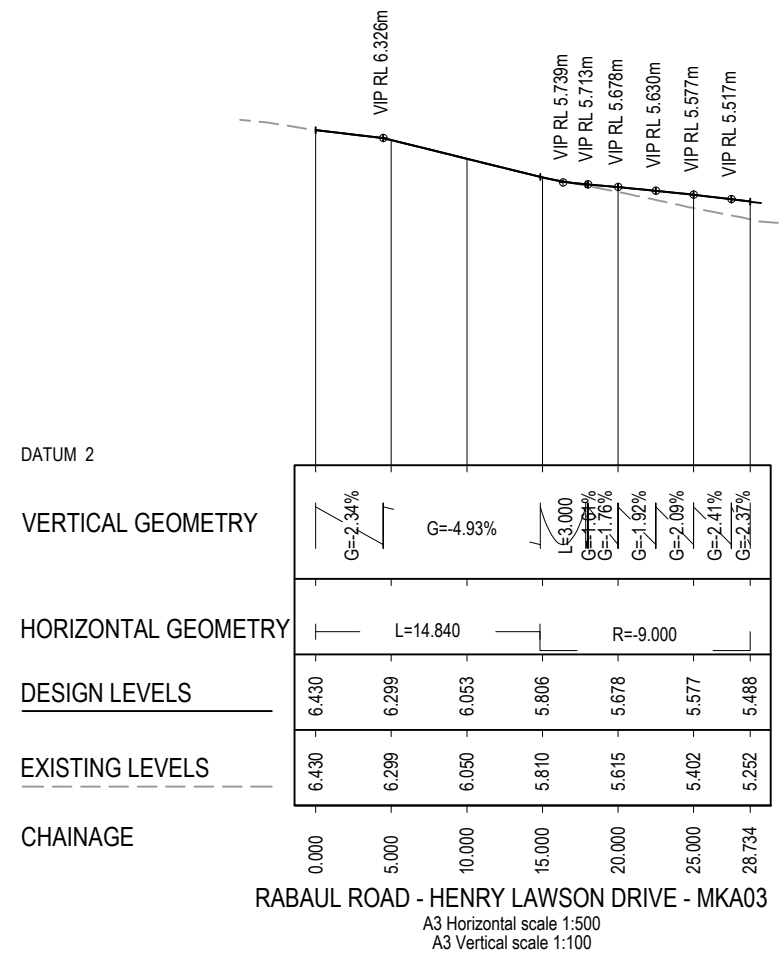 VIP RL 6.326m
VIP RL 5.739m
VIP RL 5.713m
VIP RL 5.678m
VIP RL 5.630m
VIP RL 5.577m
VIP RL 5.517m
DATUM 2
VERTICAL GEOMETRY
G=-2.34%
G=-4.93%
L=3.000
G=-1.76%
G=-1.92%
G=-2.09%
G=-2.41%
G=-2.37%
HORIZONTAL GEOMETRY
L=14.840
R=-9.000
DESIGN LEVELS
6.430
6.299
6.053
5.806
5.678
5.577
5.488
EXISTING LEVELS
6.430
6.299
6.050
5.810
5.615
5.402
5.252
CHAINAGE
0.000
5.000
10.000
15.000
20.000
25.000
28.734
RABAUL ROAD - HENRY LAWSON DRIVE - MKA03
A3 Horizontal scale 1:500
A3 Vertical scale 1:100